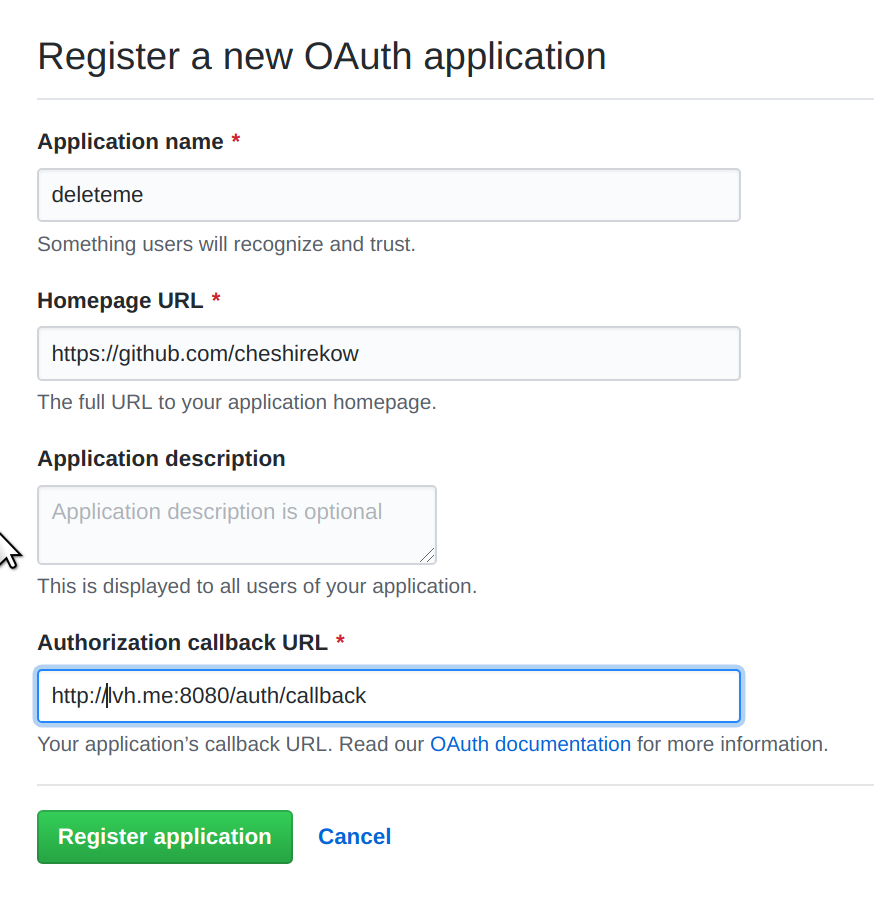 Register a new OAuth application
Application name *
deleteme
Something users will recognize and trust.
Homepage URL *
https://github.com/cheshirekow
The full URL to your application homepage.
Application description
Application description is optional
This is displayed to all users of your application.
Authorization callback URL *
http://lvh.me:8080/auth/callback
Your application’s callback URL. Read our OAuth documentation for more information.
Register application Cancel